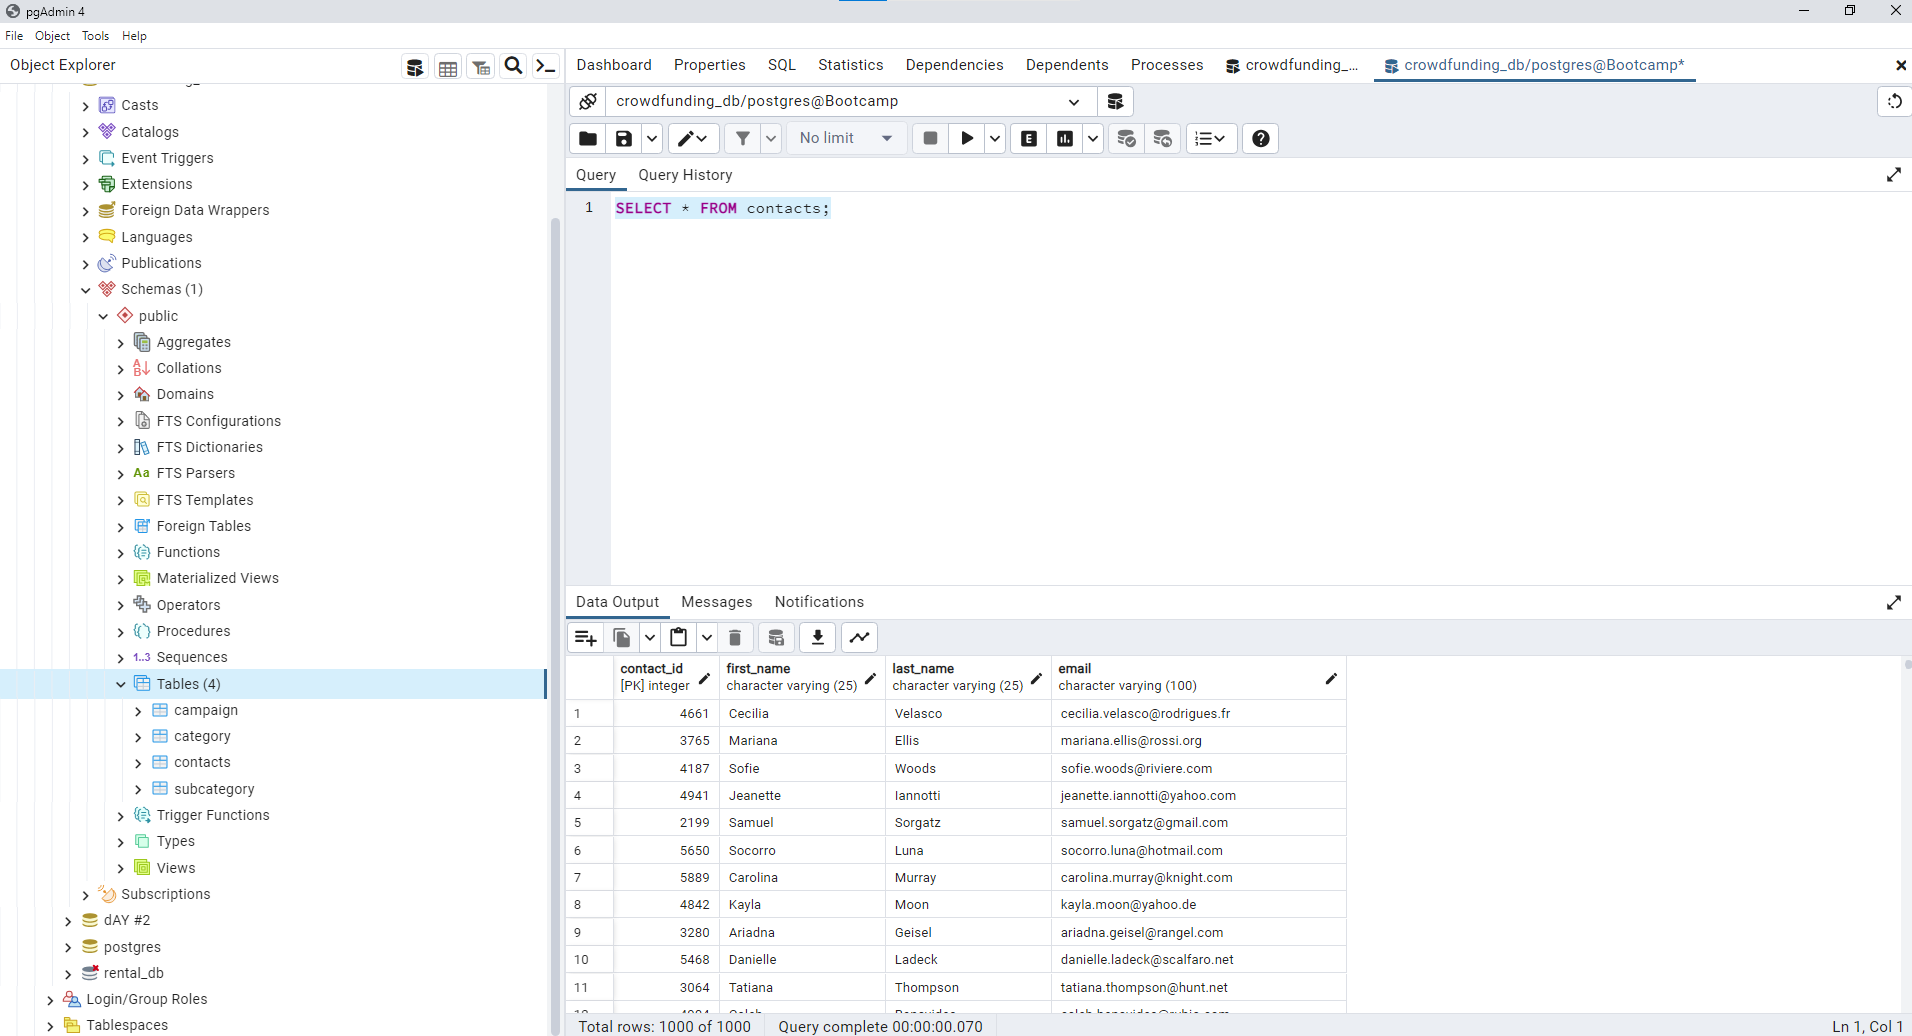 pgAdmin 4
File Object Tools Help
Object Explorer
Casts
Catalogs
Event Triggers
Extensions
Foreign Data Wrappers
Languages
Publications
Schemas (1)
public
Aggregates
Collations
Domains
FTS Configurations
FTS Dictionaries
Aa FTS Parsers
FTS Templates
Foreign Tables
Functions
Materialized Views
Operators
Procedures
1..3 Sequences
Tables (4)
campaign
category
contacts
subcategory
Trigger Functions
Types
Views
Subscriptions
dAY #2
postgres
rental_db
Login/Group Roles
Tablespaces
Dashboard Properties SQL Statistics Dependencies Dependents Processes crowdfunding_... crowdfunding_db/postgres@Bootcamp*
crowdfunding_db/postgres@Bootcamp
No limit E
Query Query History
1 SELECT * FROM contacts;
Data Output Messages Notifications
contact_id first_name last_name email
[PK] integer character varying (25) character varying (25) character varying (100)
1 4661 Cecilia Velasco cecilia.velasco@rodrigues.fr
2 3765 Mariana Ellis mariana.ellis@rossi.org
3 4187 Sofie Woods sofie.woods@riviere.com
4 4941 Jeanette Iannotti jeanette.iannotti@yahoo.com
5 2199 Samuel Sorgatz samuel.sorgatz@gmail.com
6 5650 Socorro Luna socorro.luna@hotmail.com
7 5889 Carolina Murray carolina.murray@knight.com
8 4842 Kayla Moon kayla.moon@yahoo.de
9 3280 Ariadna Geisel ariadna.geisel@rangel.com
10 5468 Danielle Ladeck danielle.ladeck@scalfaro.net
11 3064 Tatiana Thompson tatiana.thompson@hunt.net
Total rows: 1000 of 1000 Query complete 00:00:00.070 Ln 1, Col 1